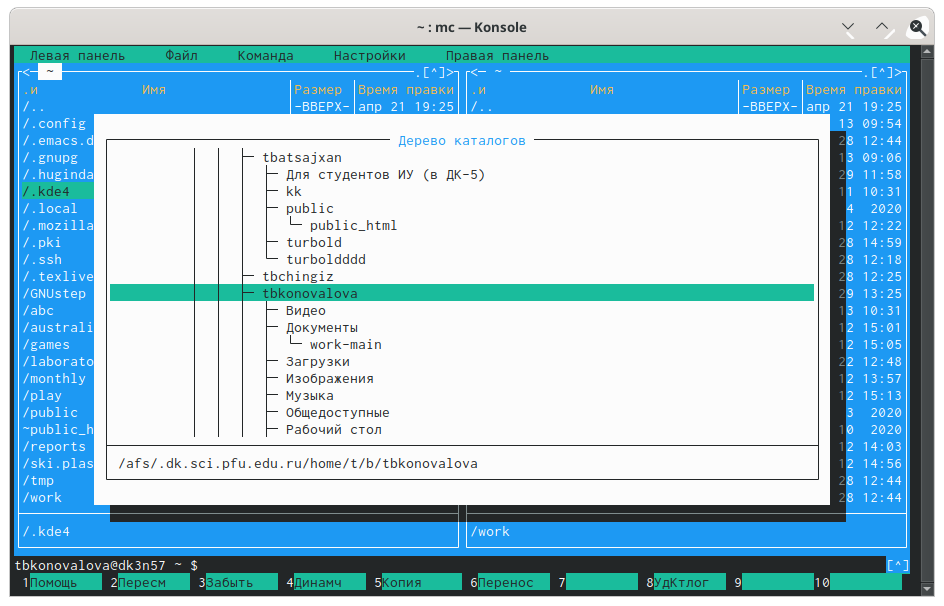 ~ : mc — Konsole
Левая панель Файл Команда Настройки Правая панель
<— ~ .[^]> <— ~ .[^]>
.и Имя Размер Время правки .и Имя Размер Время правки
/.. -ВВЕРХ- апр 21 19:25 /.. -ВВЕРХ- апр 21 19:25
/.config 13 09:54
/.emacs.d Дерево каталогов 28 12:44
/.gnupg tbatsajxan 13 09:06
/.huginda Для студентов ИУ (в ДК-5) 29 11:58
/.kde4 kk 11 10:31
/.local public 4 2020
/.mozilla public_html 12 12:22
/.pki turbold 28 14:59
/.ssh turboldddd 28 12:18
/.texlive tbchingiz 28 12:25
/GNUstep tbkonovalova 29 13:25
/abc Видео 13 10:31
/australi Документы 12 15:01
/games work-main 12 15:05
/laborato Загрузки 22 12:48
/monthly Изображения 12 13:57
/play Музыка 12 15:13
/public Общедоступные 3 2020
~public_h Рабочий стол 10 2020
/reports 12 14:03
/ski.plas /afs/.dk.sci.pfu.edu.ru/home/t/b/tbkonovalova 12 14:56
/tmp 28 12:44
/work 28 12:44
/.kde4 /work
tbkonovalova@dk3n57 ~ $ [^]
1Помощь 2Пересм 3Забыть 4Динамч 5Копия 6Перенос 7 8УдКтлог 9 10